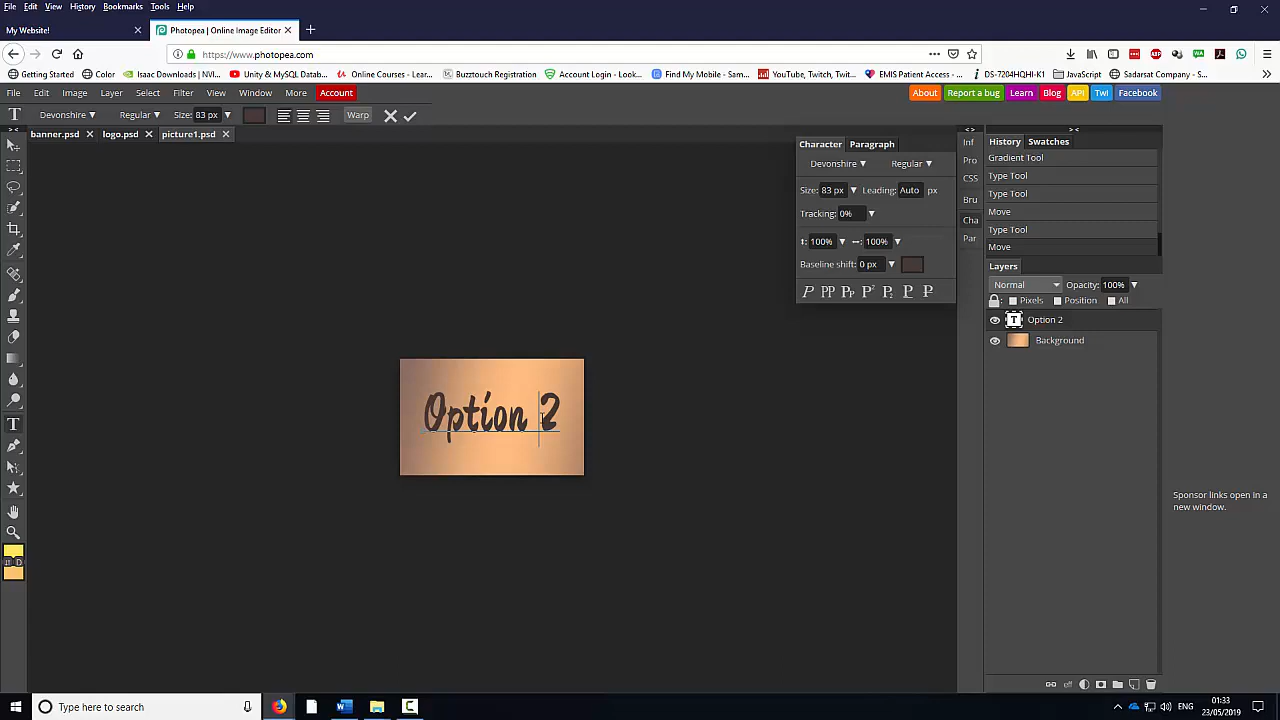 File Edit View History Bookmarks Tools Help
My Website!
Photopea | Online Image Editor
https://www.photopea.com
Getting Started Color Isaac Downloads | NVI... Unity & MySQL Datab... Online Courses - Lear... Buzztouch Registration Account Login - Look... Find My Mobile - Sam... YouTube, Twitch, Twit... EMIS Patient Access -... DS-7204HQHI-K1 JavaScript Sadarsat Company - S...
File Edit Image Layer Select Filter View Window More Account
About Report a bug Learn Blog API Twi Facebook
Devonshire Regular Size: 83 px Warp
banner.psd logo.psd picture1.psd
Character Paragraph
Devonshire Regular
Size: 83 px Leading: Auto px
Tracking: 0%
100% 100%
Baseline shift: 0 px
Inf
Pro
CSS
Bru
Cha
Par
History Swatches
Gradient Tool
Type Tool
Type Tool
Move
Type Tool
Move
Layers
Normal Opacity: 100%
Pixels Position All
Option 2
Background
Option 2
Sponsor links open in a
new window.
D
Type here to search
ENG
01:33
23/05/2019